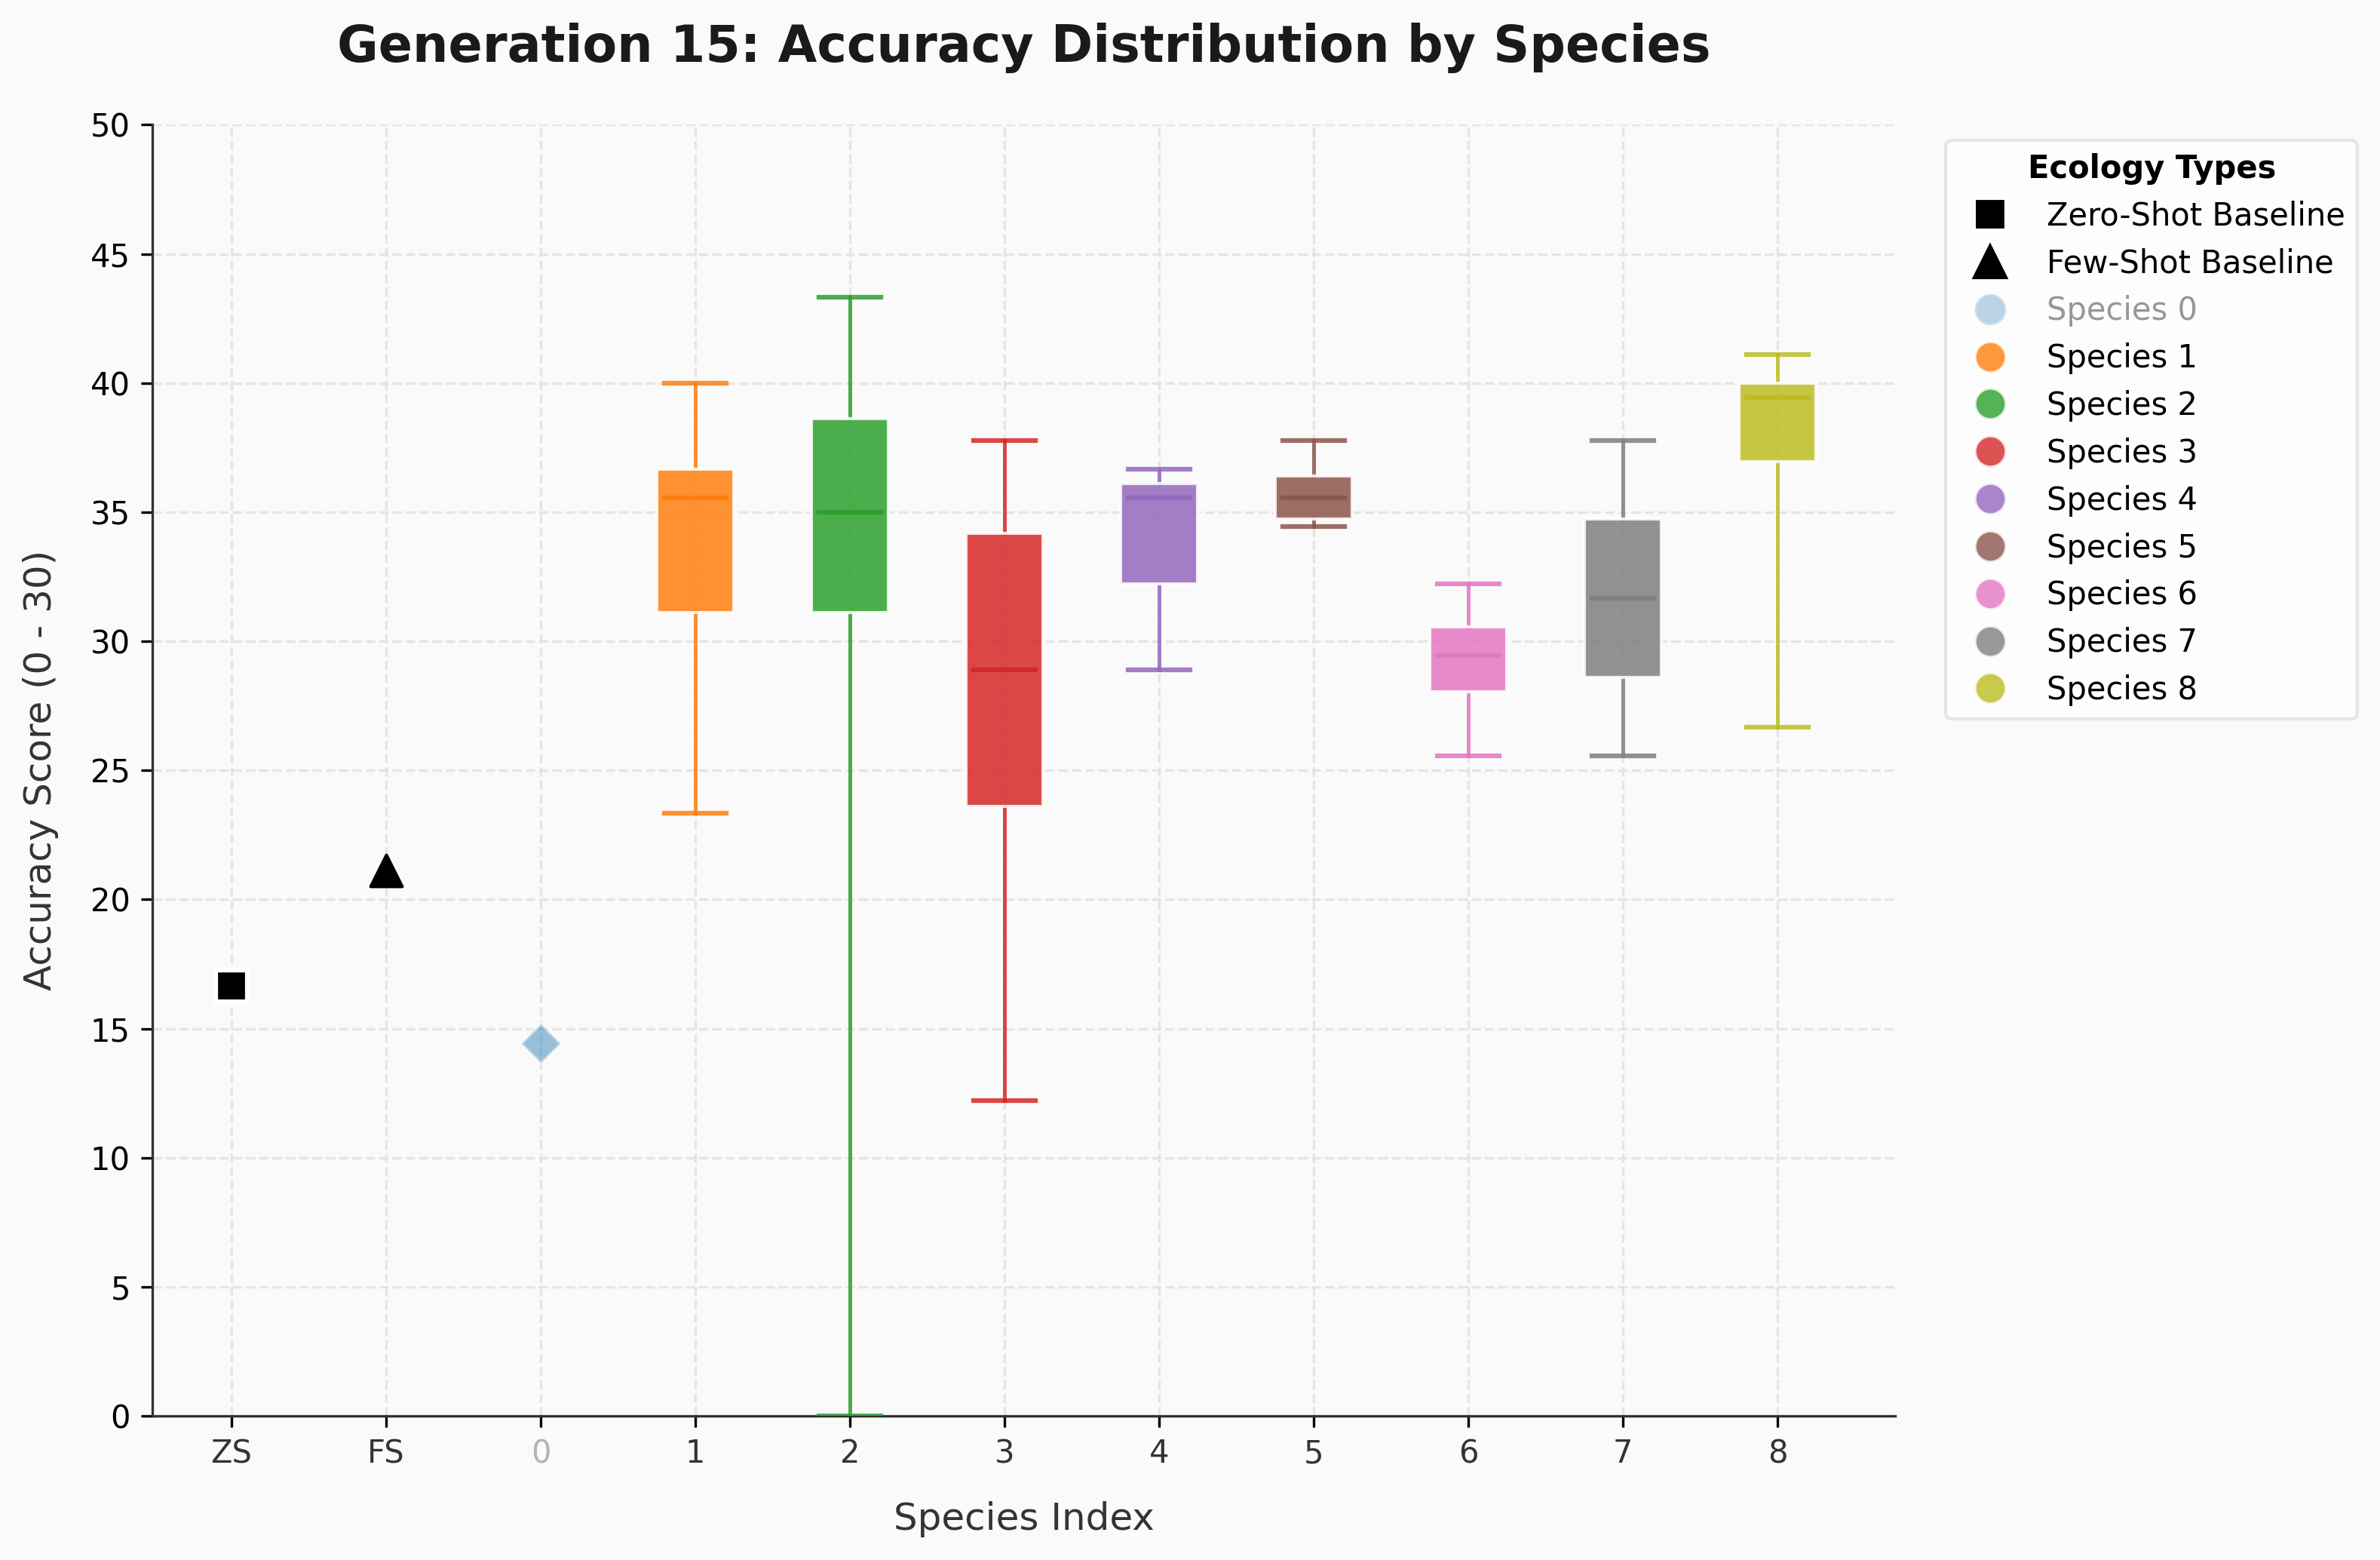 Generation 15: Accuracy Distribution by Species
50
45
40
35
30
25
20
15
10
5
0
Accuracy Score (0 - 30)
ZS FS 0 1 2 3 4 5 6 7 8
Species Index
Ecology Types
Zero-Shot Baseline
Few-Shot Baseline
Species 0
Species 1
Species 2
Species 3
Species 4
Species 5
Species 6
Species 7
Species 8